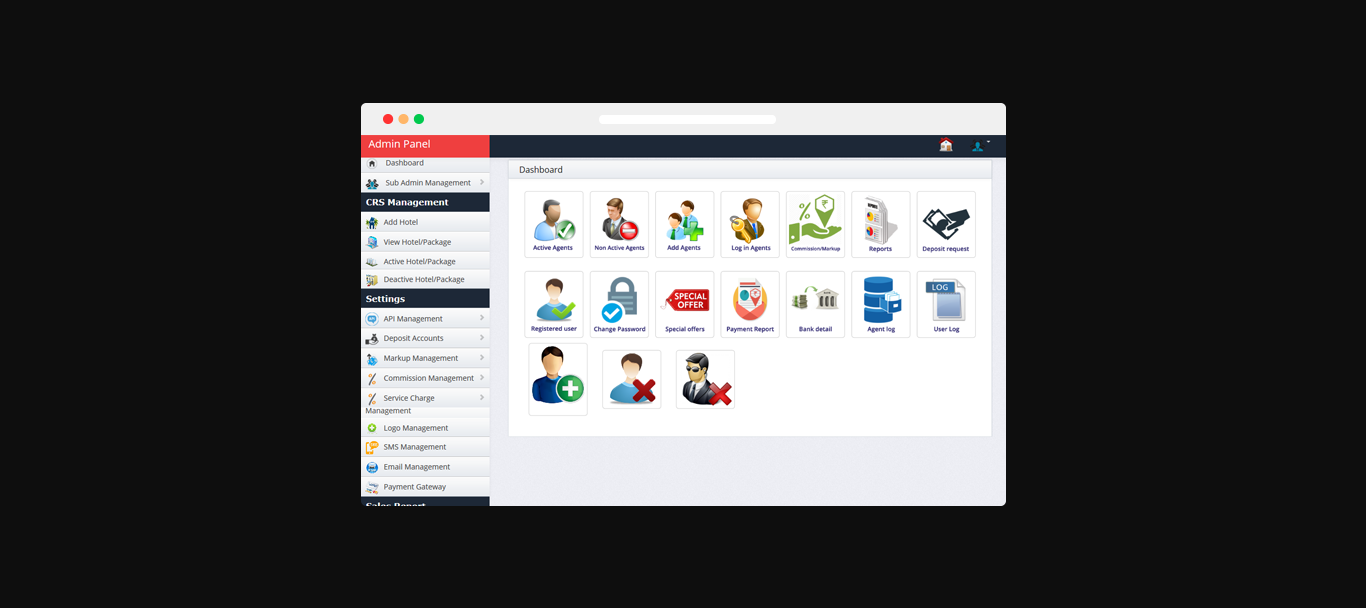 Admin Panel
Dashboard
Sub Admin Management
CRS Management
Add Hotel
View Hotel/Package
Active Hotel/Package
Deactive Hotel/Package
Settings
API Management
Deposit Accounts
Markup Management
Commission Management
Service Charge
Management
Logo Management
SMS Management
Email Management
Payment Gateway
Sales Report
Dashboard
Active Agents
Non Active Agents
Add Agents
Log in Agents
% ₹
Commission/Markup
Reports
Deposit request
Registered user
Change Password
SPECIAL
OFFER
Special offers
Payment Report
Bank detail
Agent log
LOG
User Log